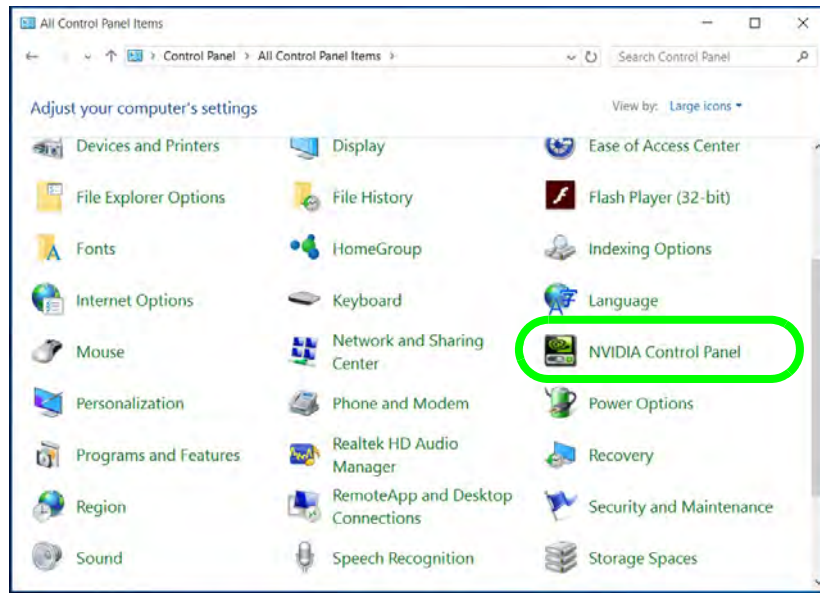 All Control Panel Items
Control Panel > All Control Panel Items >
Search Control Panel
Adjust your computer's settings
View by: Large icons
Devices and Printers
Display
Ease of Access Center
File Explorer Options
File History
Flash Player (32-bit)
Fonts
HomeGroup
Indexing Options
Internet Options
Keyboard
Language
Mouse
Network and Sharing
Center
NVIDIA Control Panel
Personalization
Phone and Modem
Power Options
Programs and Features
Realtek HD Audio
Manager
Recovery
Region
RemoteApp and Desktop
Connections
Security and Maintenance
Sound
Speech Recognition
Storage Spaces